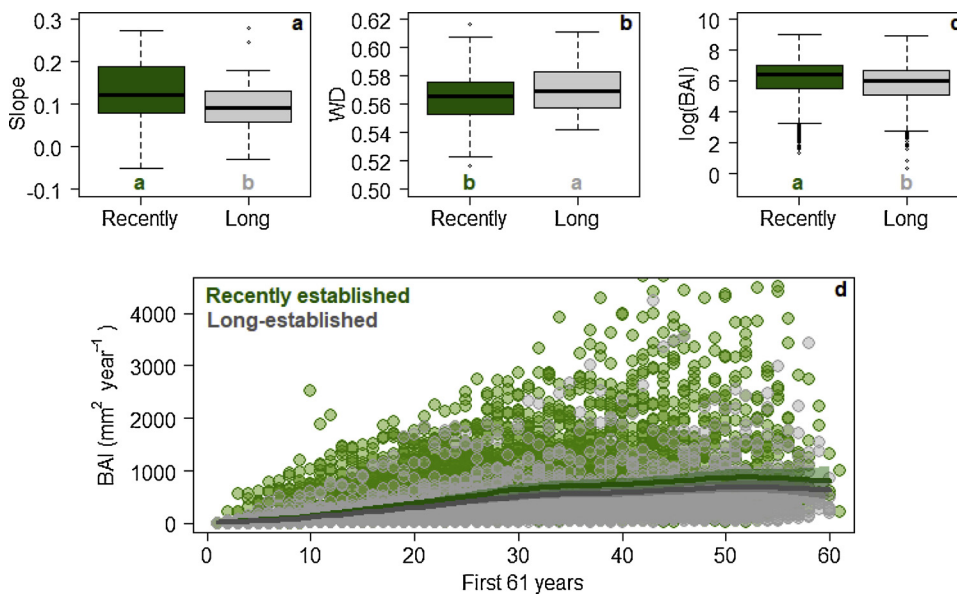 a
0.3
0.2
0.1
0.0
-0.1
Slope
a
b
Recently
Long
b
0.62
0.60
0.58
0.56
0.54
0.52
0.50
WD
b
a
Recently
Long
10
8
6
4
2
0
log(BAI)
a
b
Recently
Long
d
Recently established
Long-established
4000
3000
2000
1000
0
BAI (mm² year⁻¹)
0 10 20 30 40 50 60
First 61 years